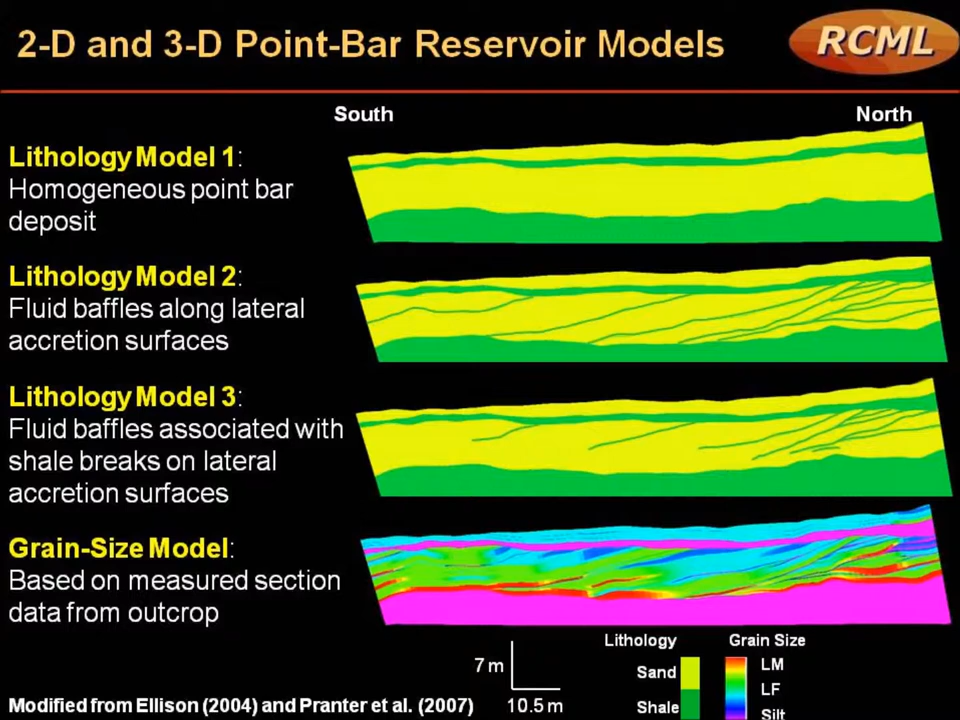 2-D and 3-D Point-Bar Reservoir Models
RCML
South
North
Lithology Model 1:
Homogeneous point bar
deposit
Lithology Model 2:
Fluid baffles along lateral
accretion surfaces
Lithology Model 3:
Fluid baffles associated with
shale breaks on lateral
accretion surfaces
Grain-Size Model:
Based on measured section
data from outcrop
Lithology
Grain Size
Sand
Shale
LM
LF
Silt
7 m
10.5 m
Modified from Ellison (2004) and Pranter et al. (2007)